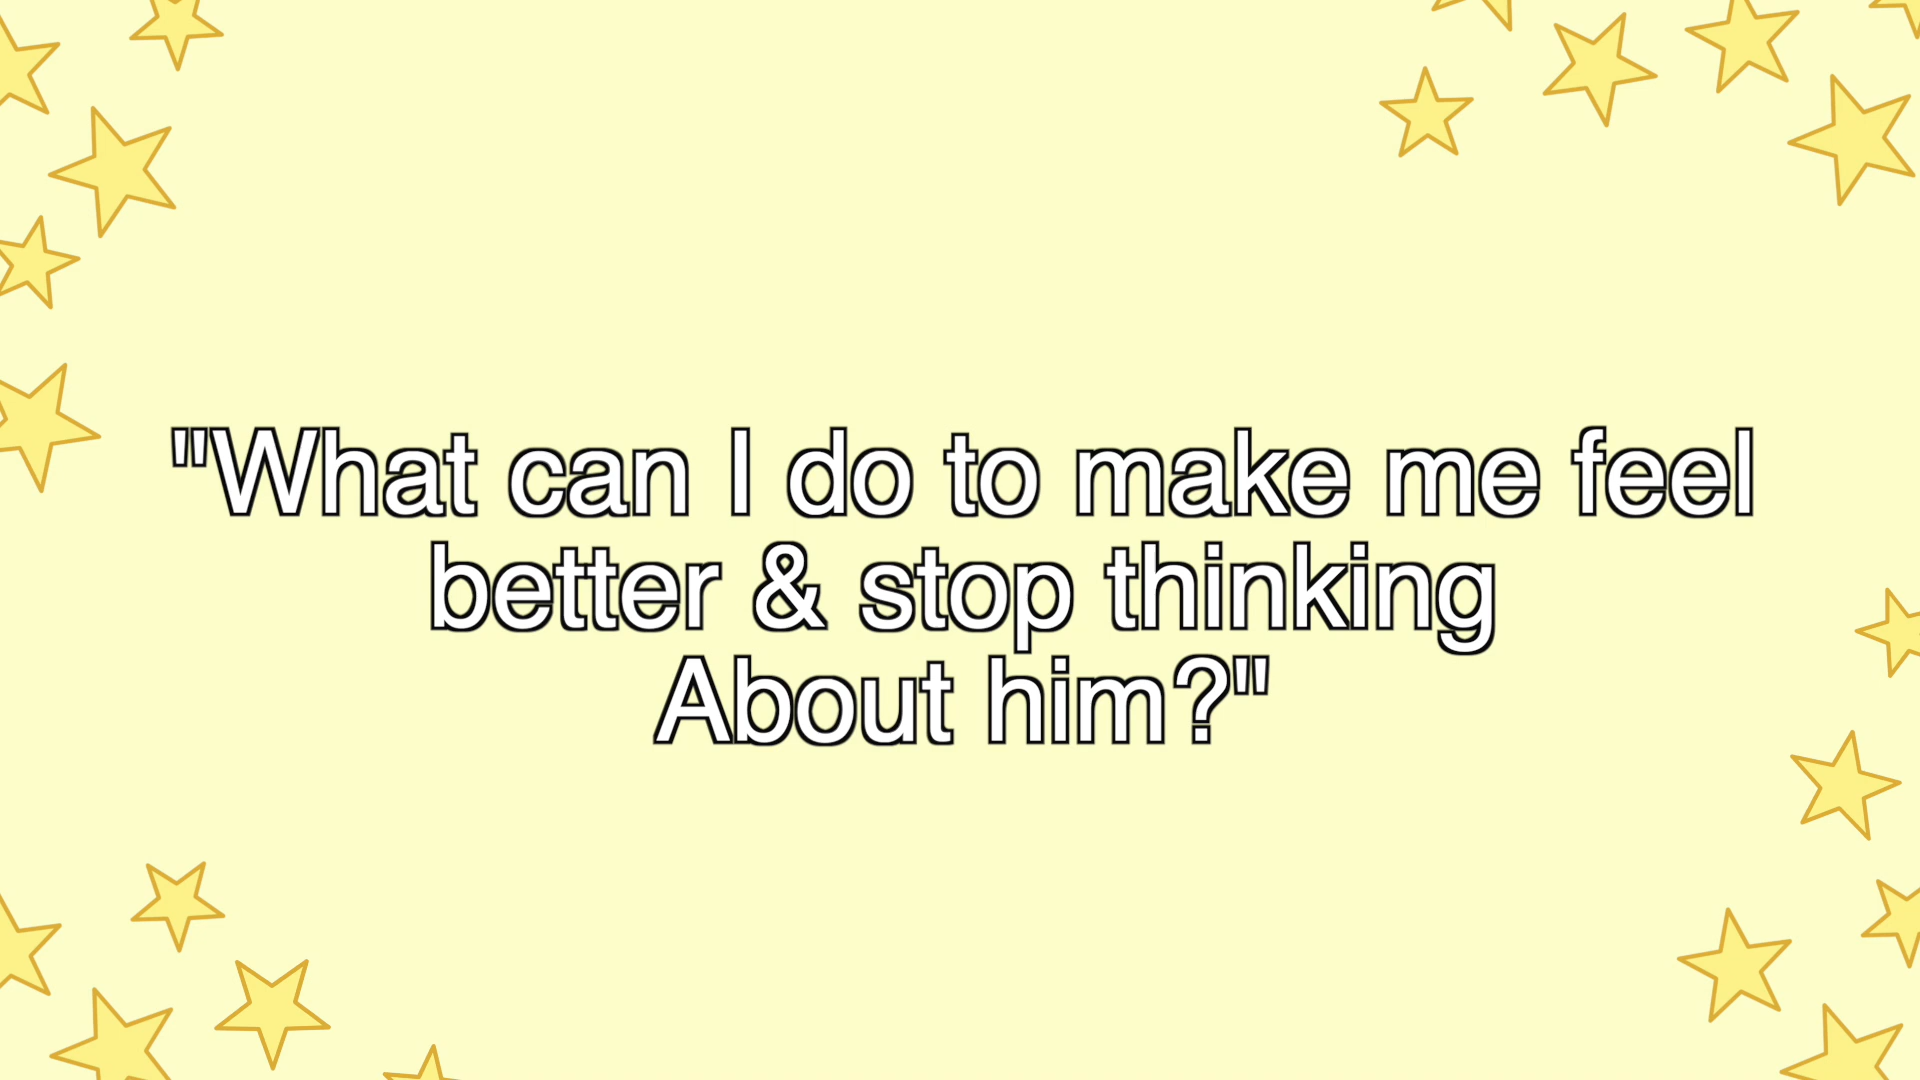 "What can I do to make me feel
better & stop thinking
About him?"